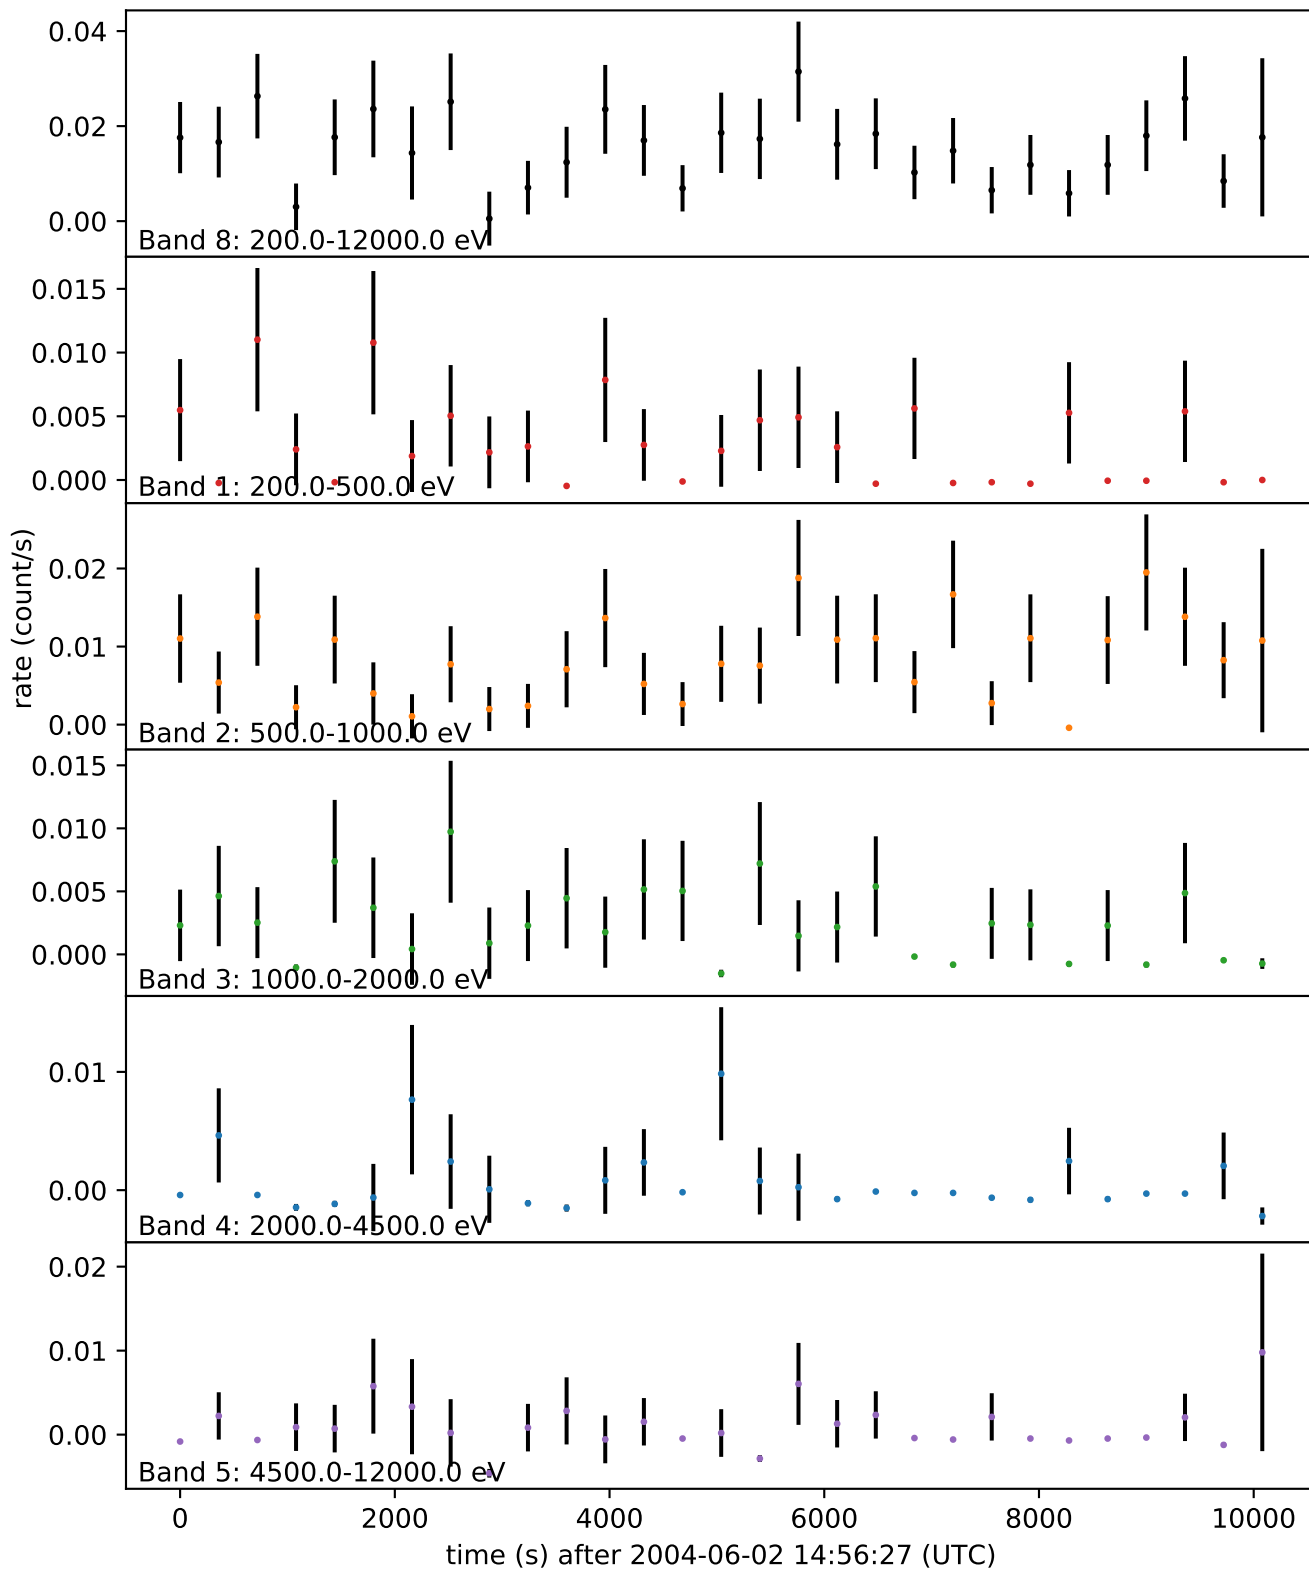 0.04
0.02
0.00
Band 8: 200.0-12000.0 eV
0.015
0.010
0.005
0.000
Band 1: 200.0-500.0 eV
rate (count/s)
0.02
0.01
0.00
Band 2: 500.0-1000.0 eV
0.015
0.010
0.005
0.000
Band 3: 1000.0-2000.0 eV
0.01
0.00
Band 4: 2000.0-4500.0 eV
0.02
0.01
0.00
Band 5: 4500.0-12000.0 eV
0 2000 4000 6000 8000 10000
time (s) after 2004-06-02 14:56:27 (UTC)